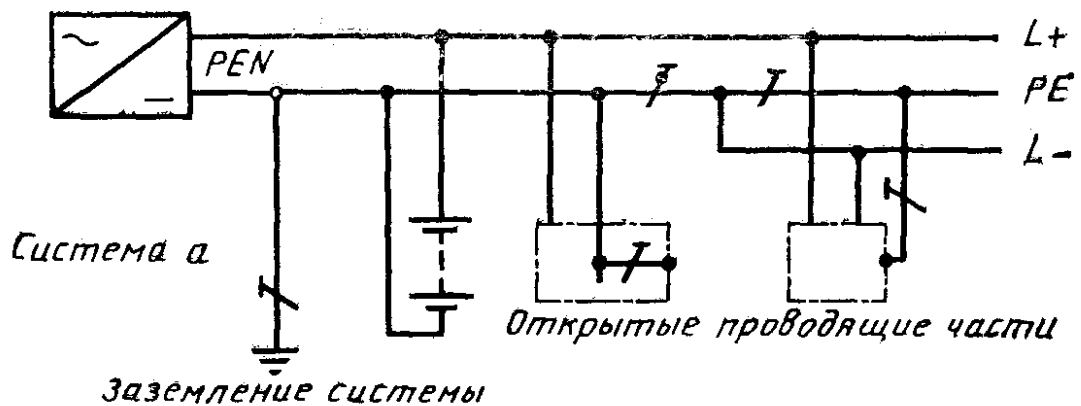 L+
PEN
PE
L-
Система а
Открытые проводящие части
Заземление системы